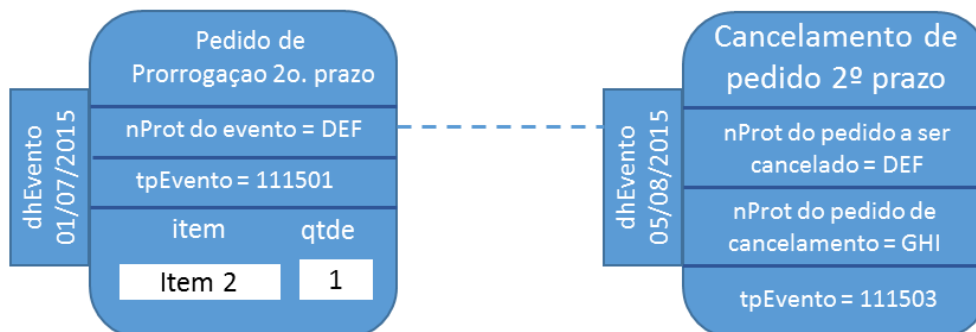 dhEvento
01/07/2015
Pedido de
Prorrogaçao 2o. prazo
nProt do evento = DEF
tpEvento = 111501
item qtde
Item 2 1
dhEvento
05/08/2015
Cancelamento de
pedido 2º prazo
nProt do pedido a ser
cancelado = DEF
nProt do pedido de
cancelamento = GHI
tpEvento = 111503